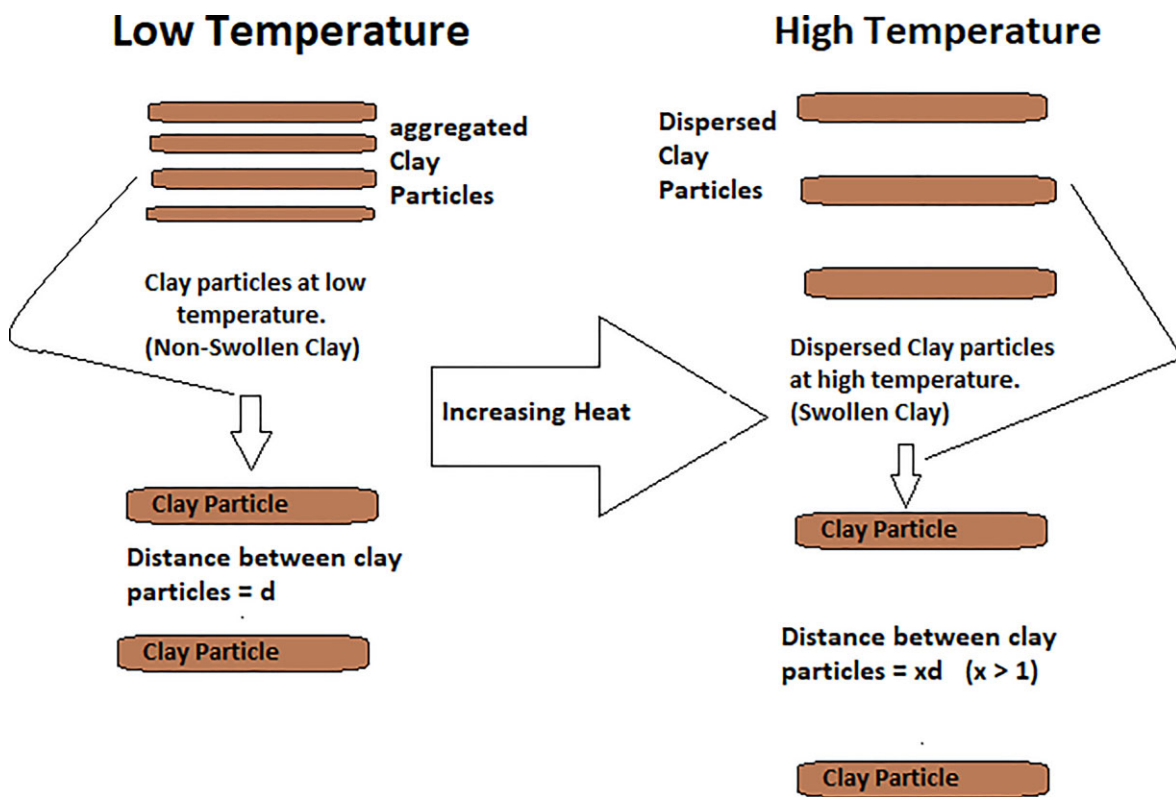 Low Temperature
aggregated
Clay
Particles
Clay particles at low
temperature.
(Non-Swollen Clay)
Clay Particle
Distance between clay
particles = d
Clay Particle
Increasing Heat
High Temperature
Dispersed
Clay
Particles
Dispersed Clay particles
at high temperature.
(Swollen Clay)
Clay Particle
Distance between clay
particles = xd (x > 1)
Clay Particle